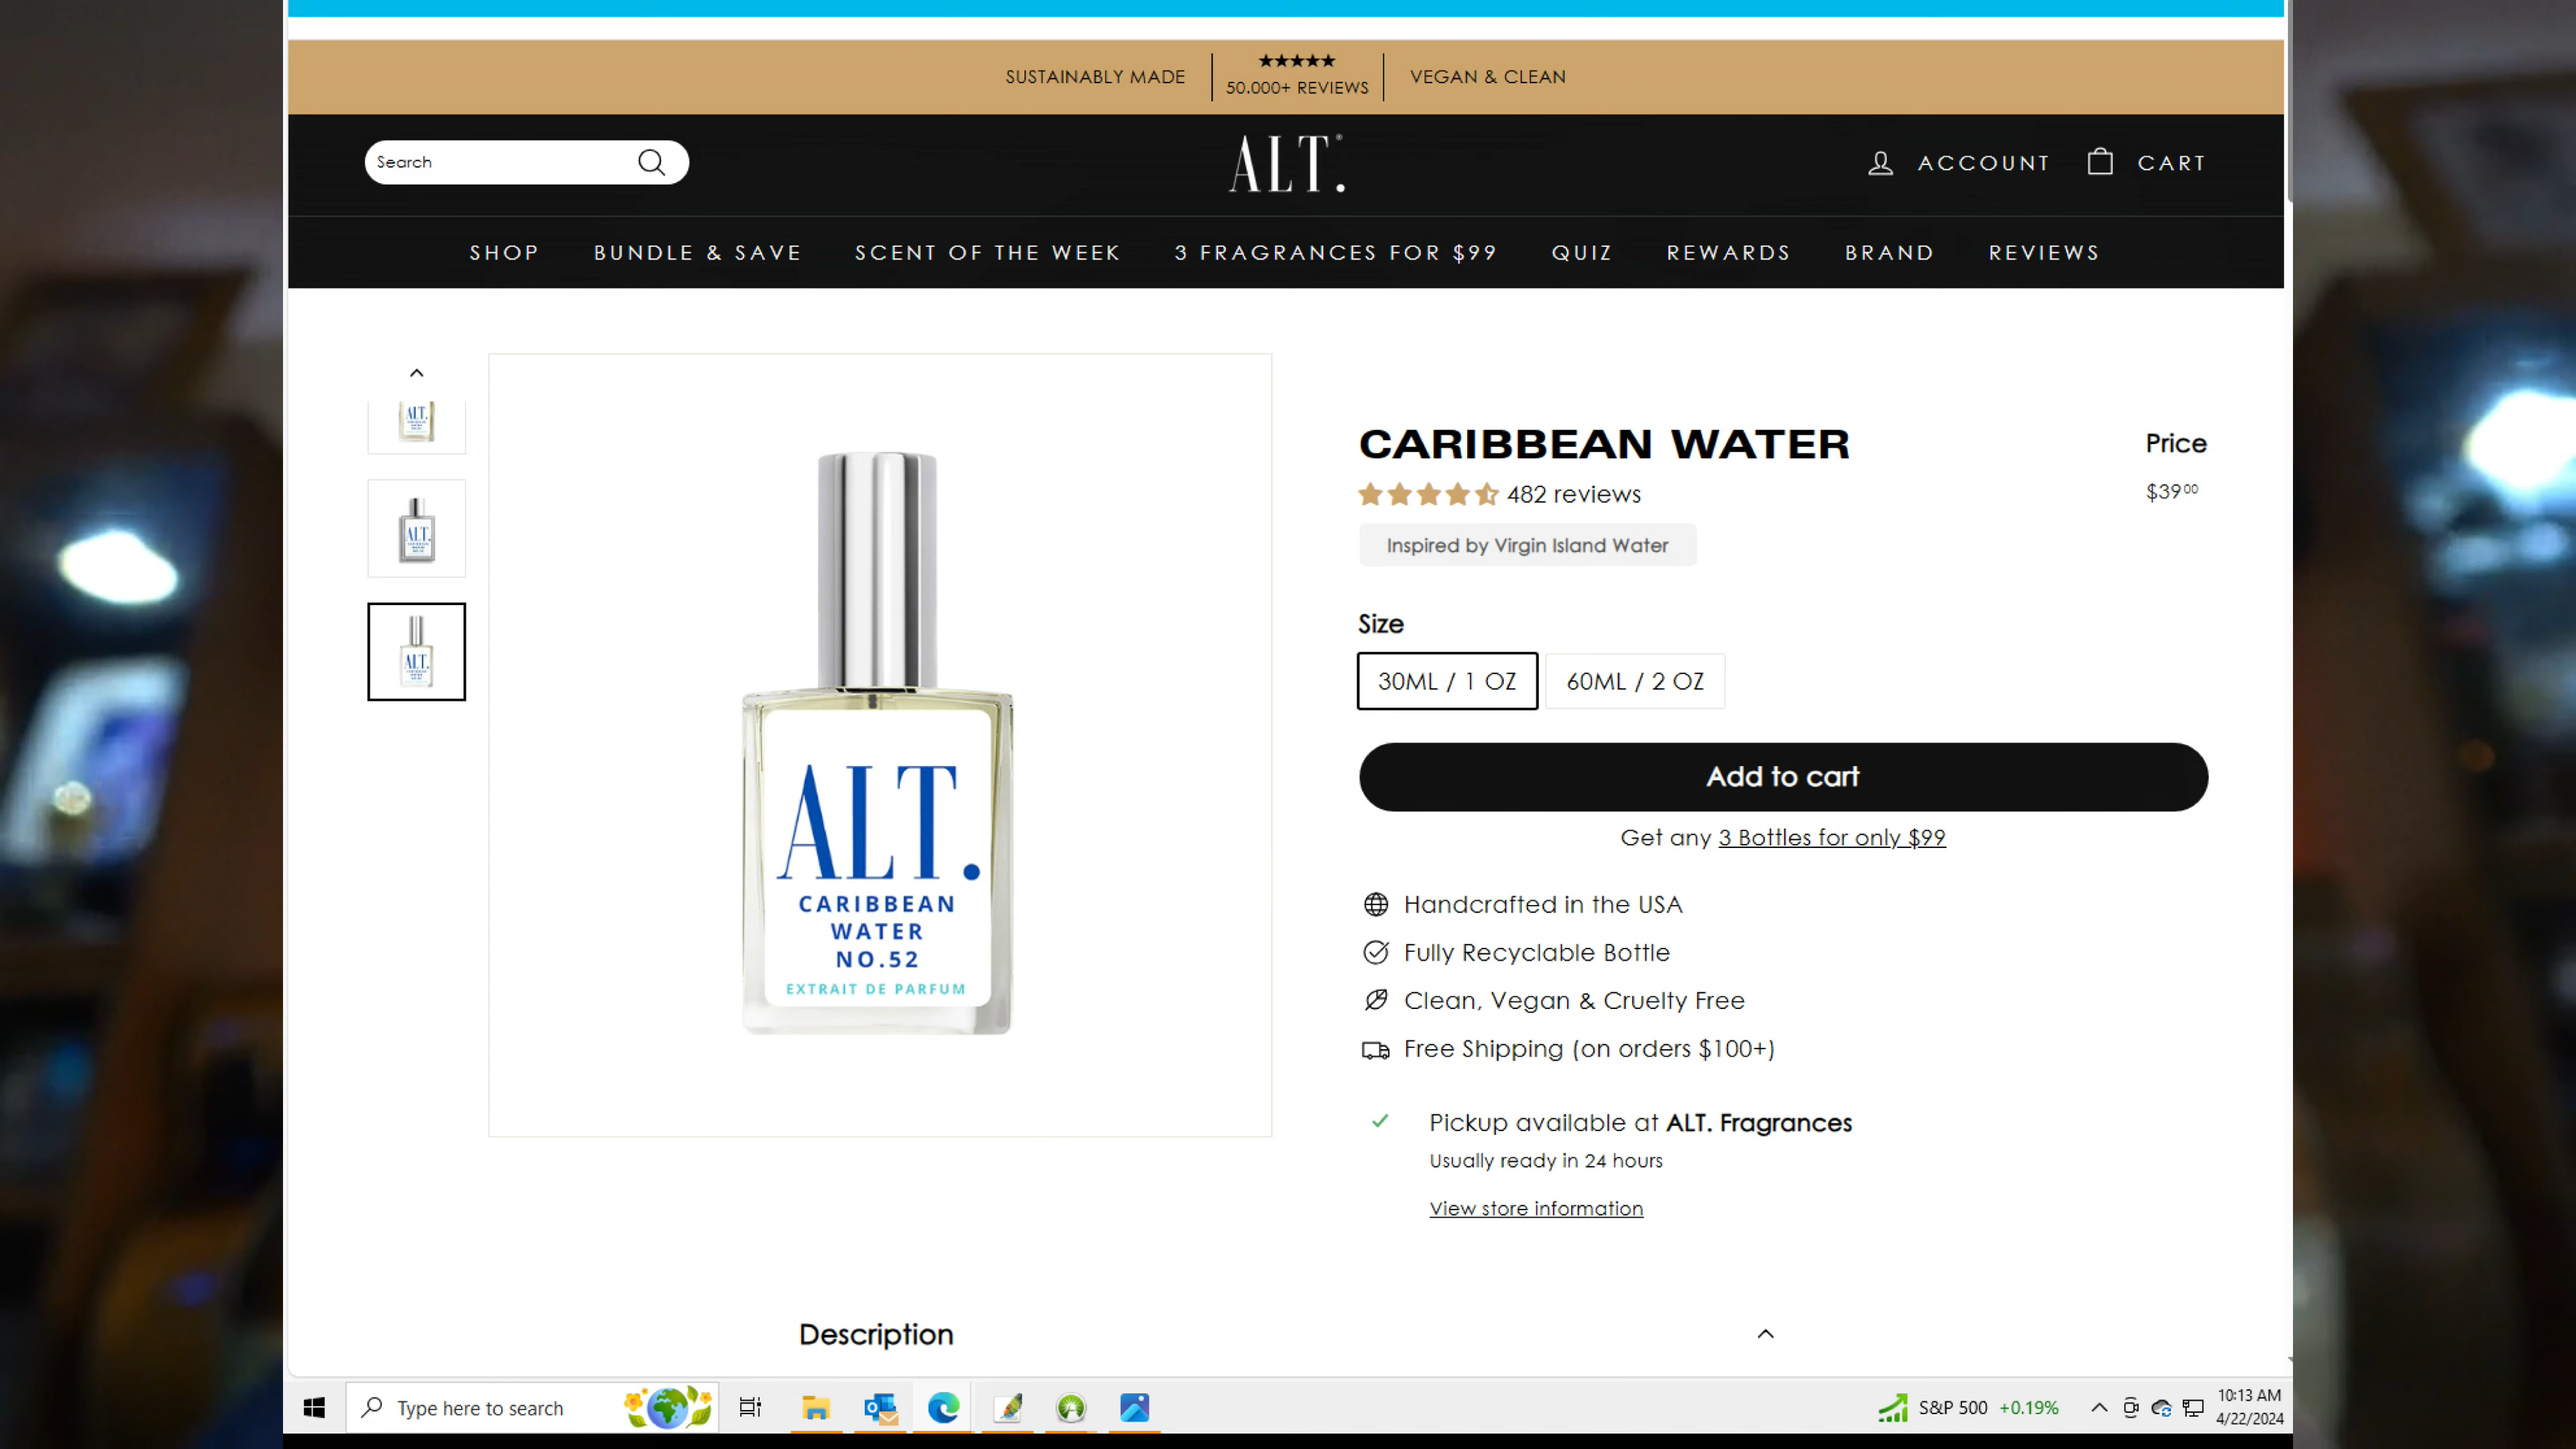 SUSTAINABLY MADE
★★★★★
50.000+ REVIEWS
VEGAN & CLEAN
Search
ALT.®
ACCOUNT
CART
SHOP
BUNDLE & SAVE
SCENT OF THE WEEK
3 FRAGRANCES FOR $99
QUIZ
REWARDS
BRAND
REVIEWS
ALT.
ALT.
ALT.
ALT.
CARIBBEAN
WATER
NO.52
EXTRAIT DE PARFUM
CARIBBEAN WATER
482 reviews
Inspired by Virgin Island Water
Price
$39⁰⁰
Size
30ML / 1 OZ
60ML / 2 OZ
Add to cart
Get any 3 Bottles for only $99
Handcrafted in the USA
Fully Recyclable Bottle
Clean, Vegan & Cruelty Free
Free Shipping (on orders $100+)
Pickup available at ALT. Fragrances
Usually ready in 24 hours
View store information
Description
Type here to search
S&P 500 +0.19%
10:13 AM
4/22/2024